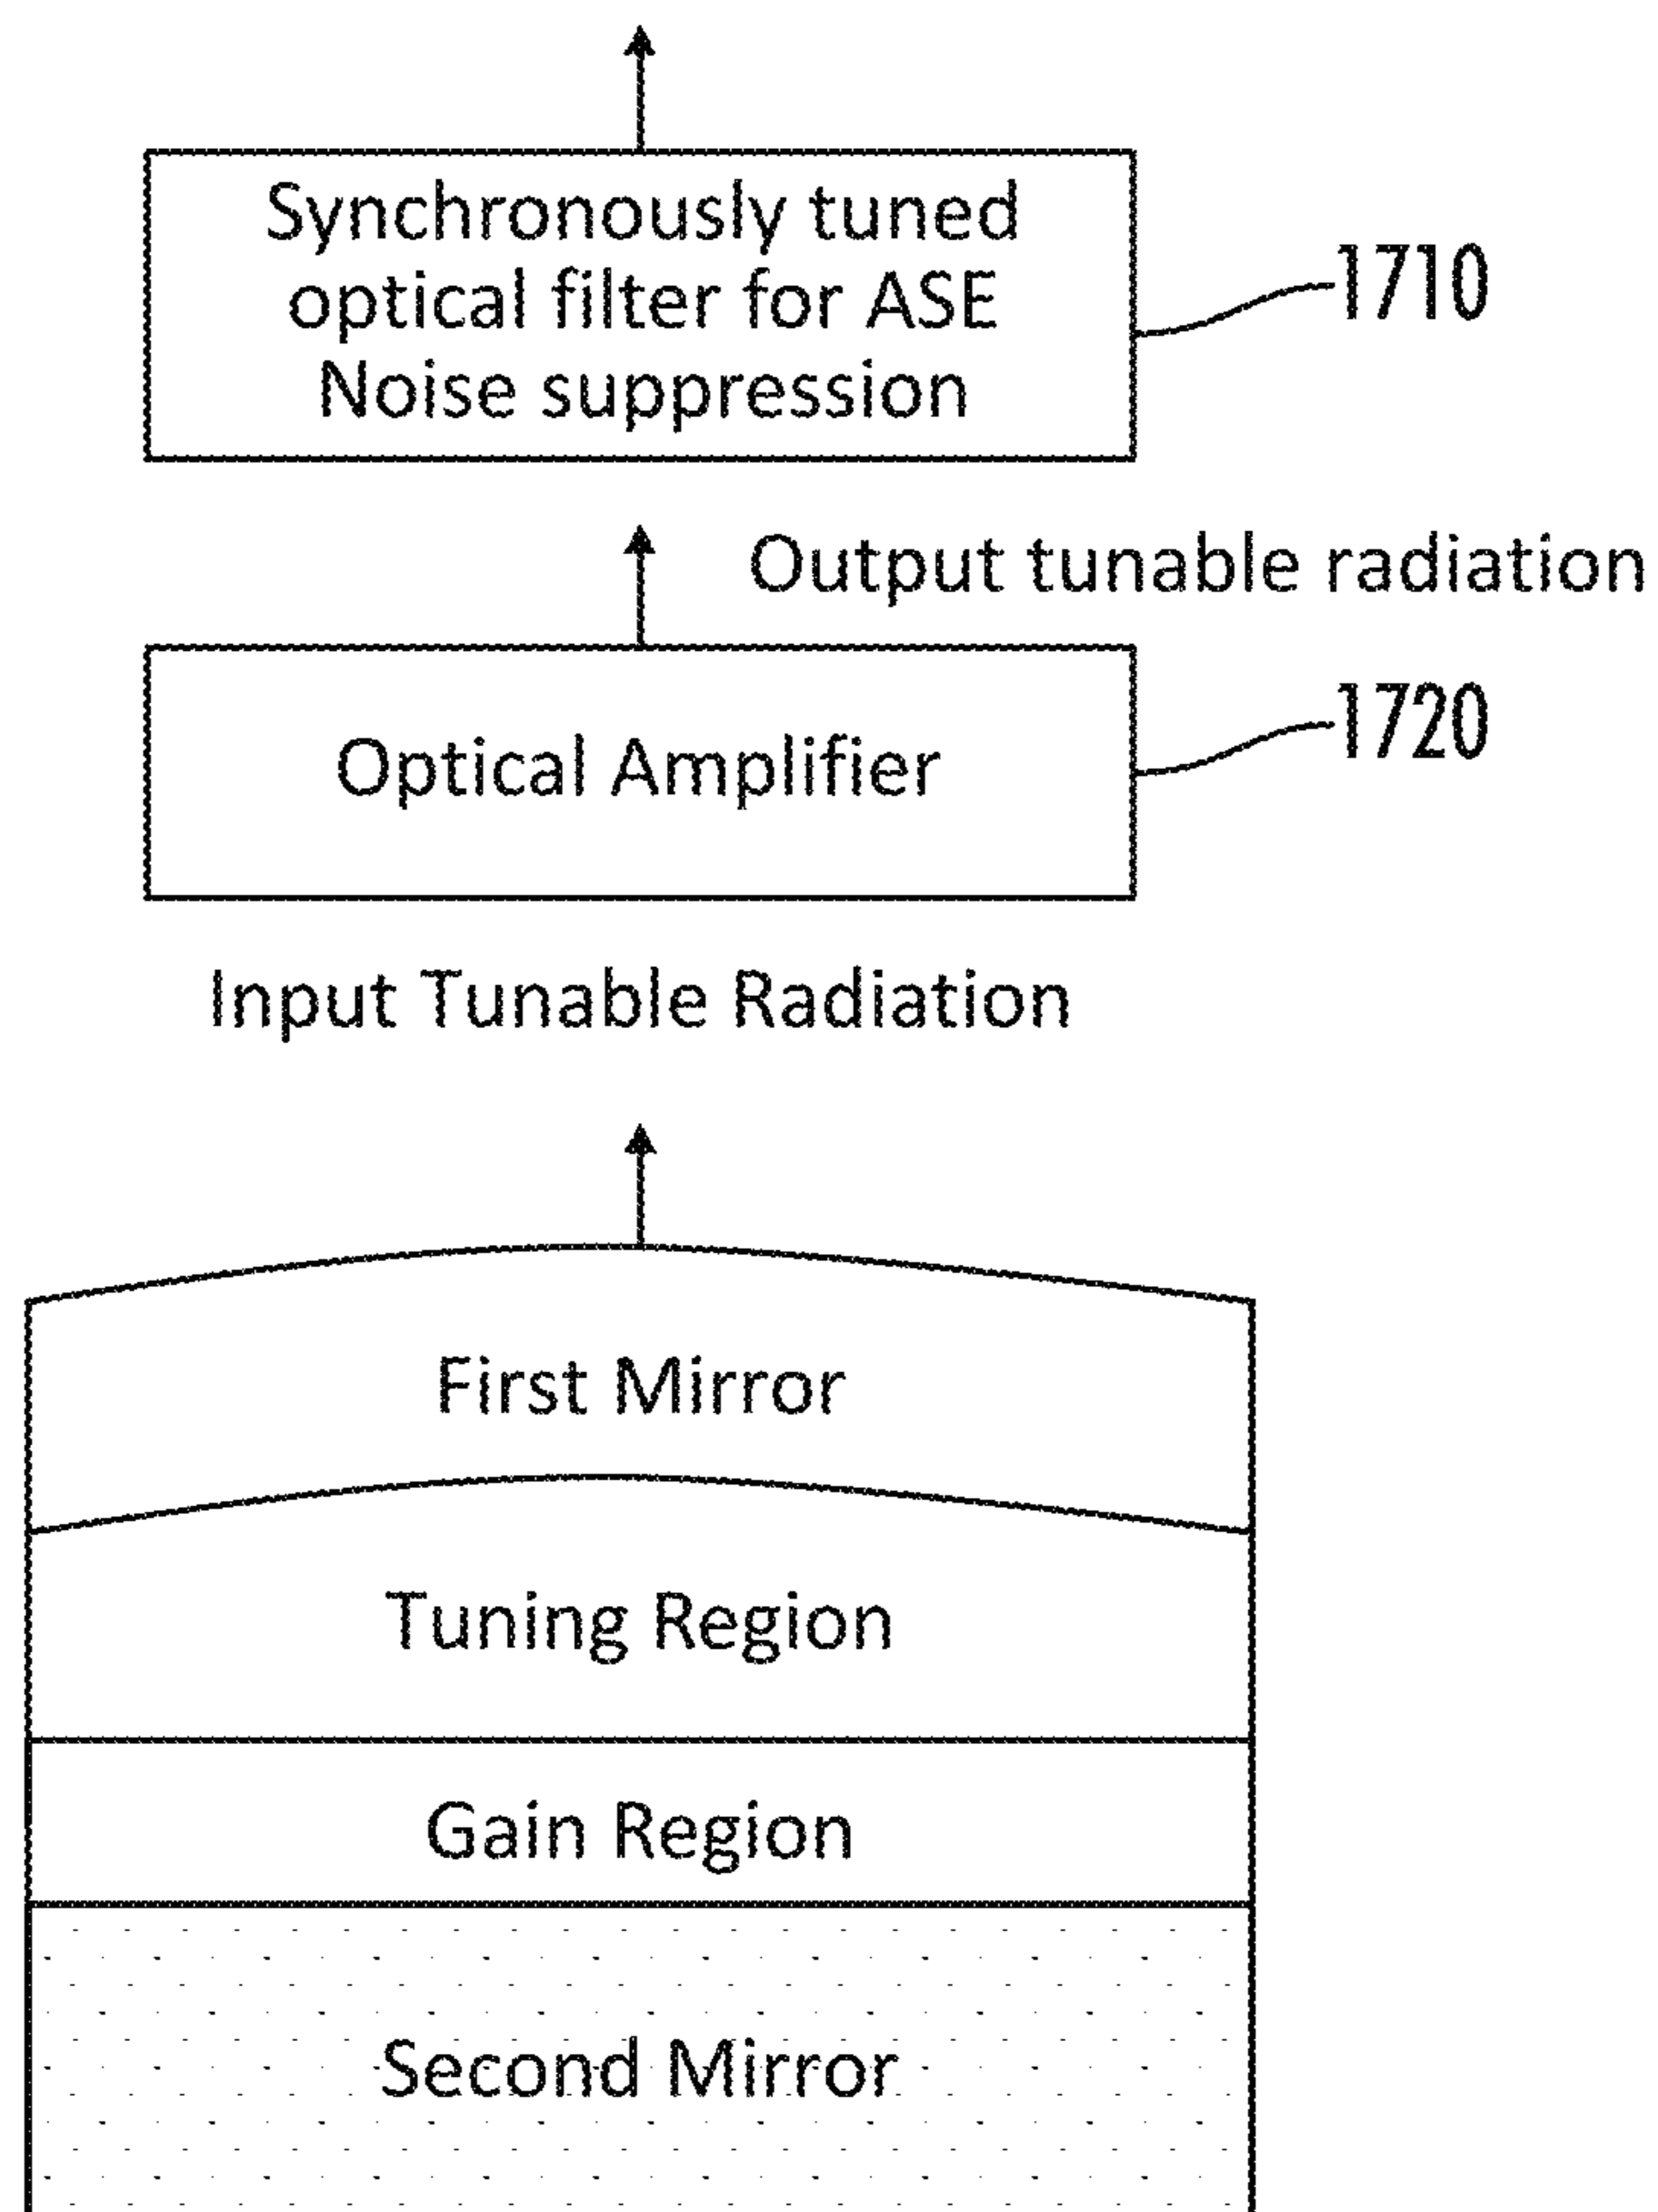 Synchronously tuned
optical filter for ASE
Noise suppression
1710
Output tunable radiation
Optical Amplifier
1720
Input Tunable Radiation
First Mirror
Tuning Region
Gain Region
Second Mirror